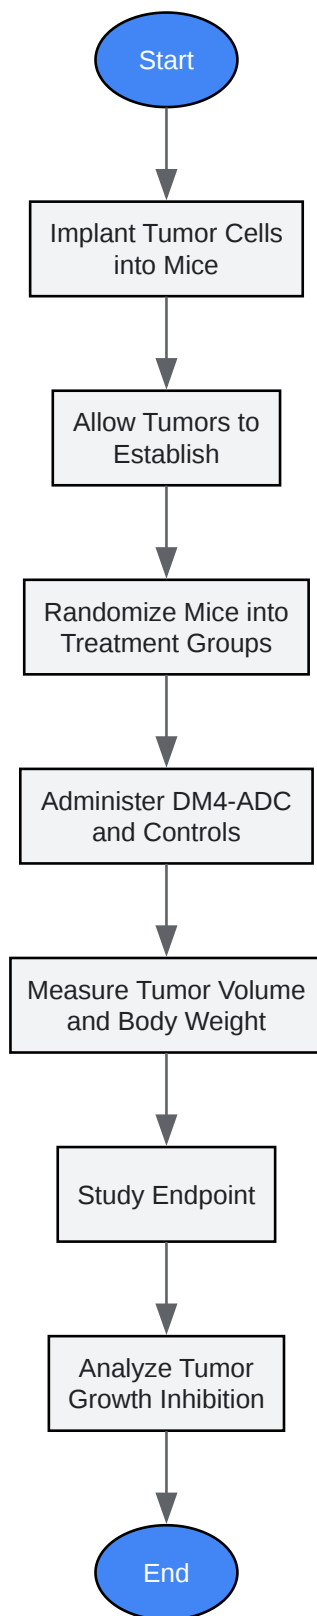 Start
Implant Tumor Cells
into Mice
Allow Tumors to
Establish
Randomize Mice into
Treatment Groups
Administer DM4-ADC
and Controls
Measure Tumor Volume
and Body Weight
Study Endpoint
Analyze Tumor
Growth Inhibition
End